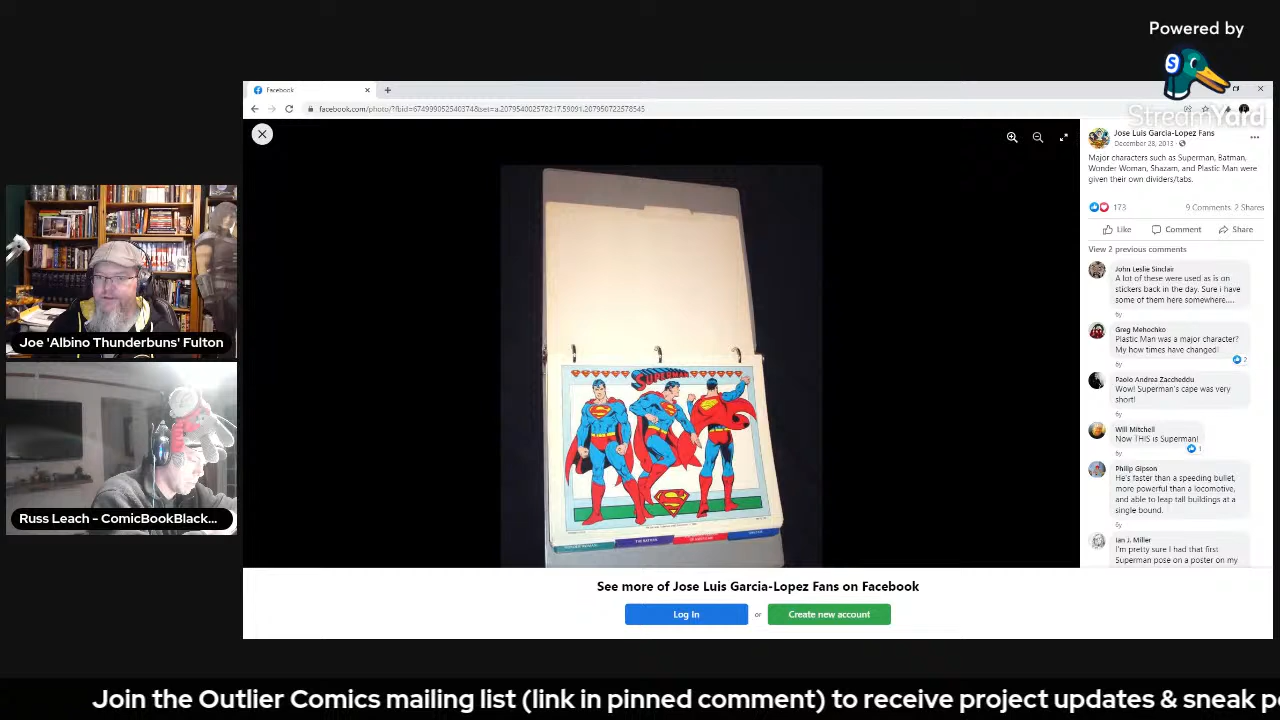 Powered by
S
StreamYard
Facebook
Jose Luis Garcia-Lopez Fans
December 28, 2013 ·
Major characters such as Superman, Batman,
Wonder Woman, Shazam, and Plastic Man were
given their own dividers/tabs.
173
9 Comments 2 Shares
Like Comment Share
View 2 previous comments
John Leslie Sinclair
A lot of these were used as is on
stickers back in the day. Sure i have
some of them here somewhere....
6y
Greg Mehochko
Plastic Man was a major character?
My how times have changed!
2
6y
Paolo Andrea Zaccheddu
Wow! Superman's cape was very
short!
6y
Will Mitchell
Now THIS is Superman!
1
6y
Philip Gipson
He's faster than a speeding bullet,
more powerful than a locomotive,
and able to leap tall buildings at a
single bound.
6y
Ian J. Miller
I'm pretty sure I had that first
Superman pose on a poster on my
SUPERMAN
See more of Jose Luis Garcia-Lopez Fans on Facebook
Log In or Create new account
Joe 'Albino Thunderbuns' Fulton
Russ Leach - ComicBookBlack...
Join the Outlier Comics mailing list (link in pinned comment) to receive project updates & sneak p